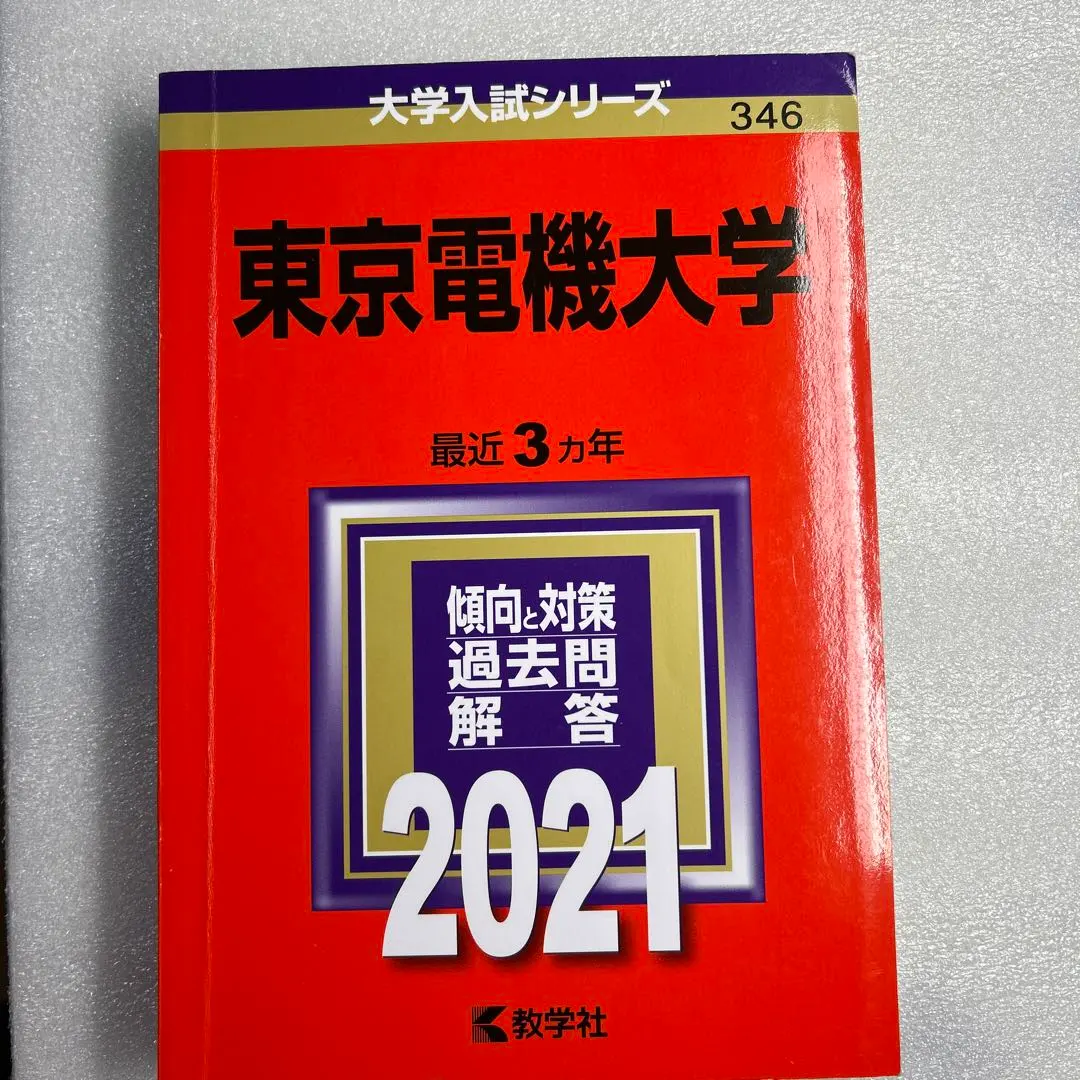 大学入試シリーズ
346
東京電機大学
最近3カ年
傾向と対策
過去問
解答
2021
教学社